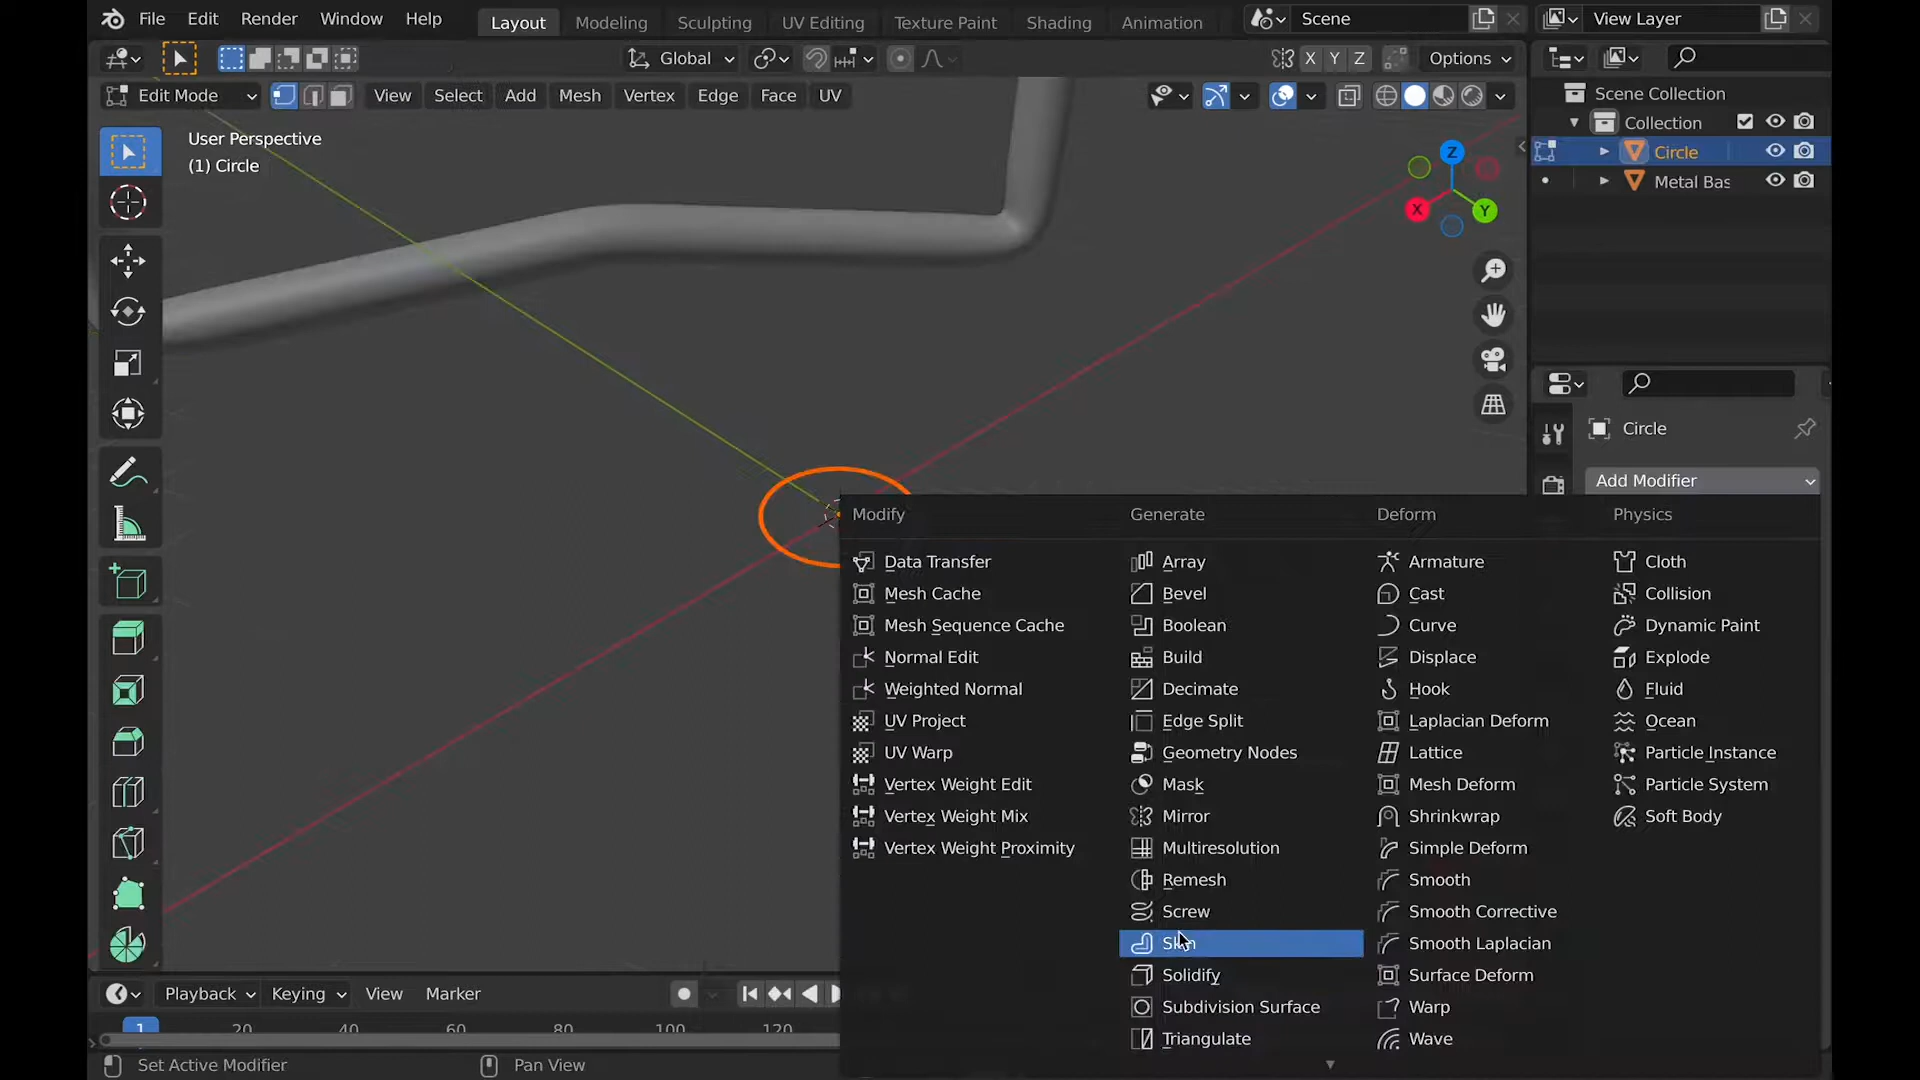 File Edit Render Window Help Layout Modeling Sculpting UV Editing Texture Paint Shading Animation Scene View Layer
Global X Y Z Options
Edit Mode View Select Add Mesh Vertex Edge Face UV
Scene Collection
Collection
Circle
Metal Bas
User Perspective
(1) Circle
Z
X
Y
Circle
Add Modifier
Modify Generate Deform Physics
Data Transfer Array Armature Cloth
Mesh Cache Bevel Cast Collision
Mesh Sequence Cache Boolean Curve Dynamic Paint
Normal Edit Build Displace Explode
Weighted Normal Decimate Hook Fluid
UV Project Edge Split Laplacian Deform Ocean
UV Warp Geometry Nodes Lattice Particle Instance
Vertex Weight Edit Mask Mesh Deform Particle System
Vertex Weight Mix Mirror Shrinkwrap Soft Body
Vertex Weight Proximity Multiresolution Simple Deform
Remesh Smooth
Screw Smooth Corrective
Skin Smooth Laplacian
Solidify Surface Deform
Subdivision Surface Warp
Triangulate Wave
Playback Keying View Marker
1 20 40 60 80 100 120
Set Active Modifier Pan View